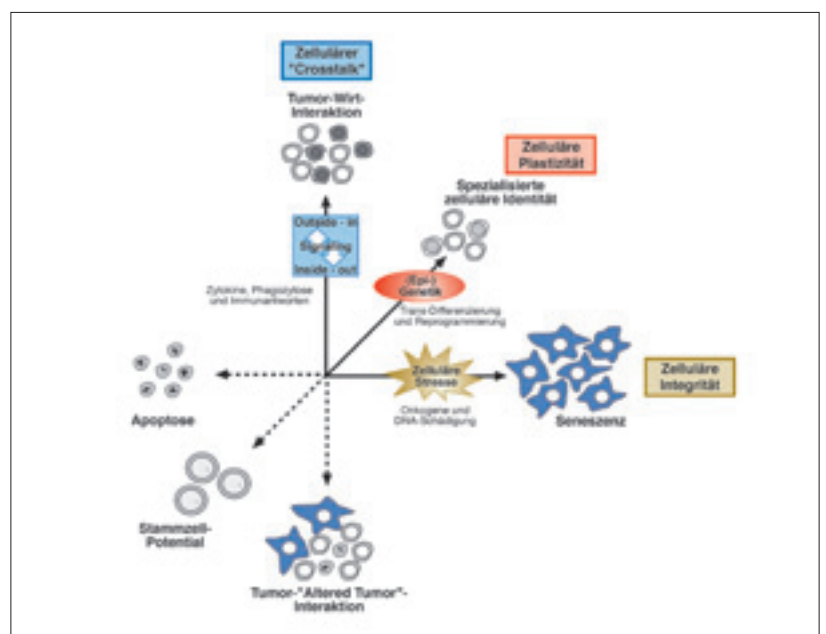 Zellulärer
"Crosstalk"
Tumor-Wirt-
Interaktion
Zelluläre
Plastizität
Spezialisierte
zelluläre Identität
Outside - in
Signaling
Inside - out
(Epi-)
Genetik
Zytokine, Phagozytose
und Immunantworten
Trans-Differenzierung
und Reprogrammierung
Zelluläre
Stresse
Zelluläre
Integrität
Onkogene und
DNA-Schädigung
Seneszenz
Apoptose
Stammzell-
Potential
Tumor-"Altered Tumor"-
Interaktion